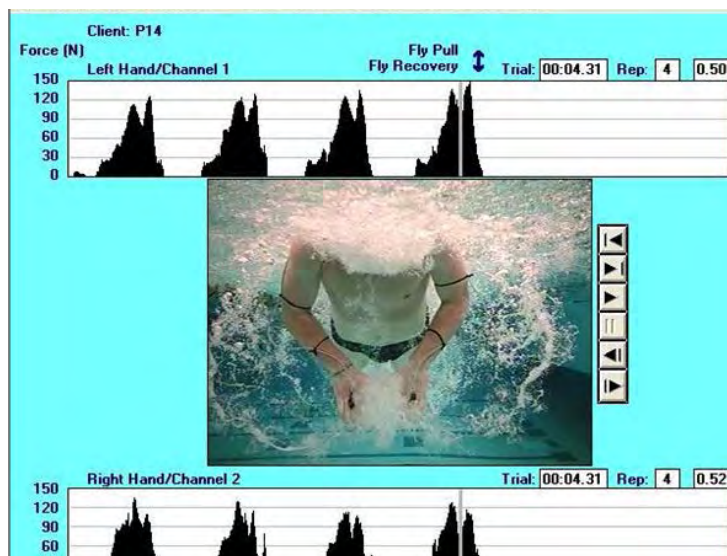 Client: P14
Force (N)
Fly Pull
Fly Recovery
Left Hand/Channel 1
Trial: 00:04.31 Rep: 4 0.50
150
120
90
60
30
0
Right Hand/Channel 2
Trial: 00:04.31 Rep: 4 0.52
150
120
90
60